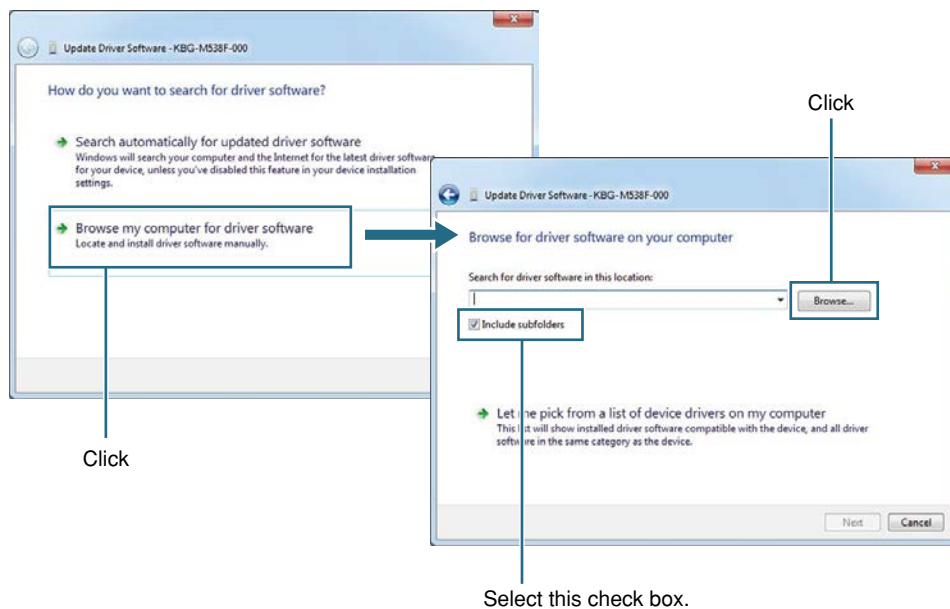 Update Driver Software - KBG-M538F-000
How do you want to search for driver software?
Search automatically for updated driver software
Windows will search your computer and the Internet for the latest driver software
for your device, unless you've disabled this feature in your device installation
settings.
Browse my computer for driver software
Locate and install driver software manually.
Click
Click
Update Driver Software - KBG-M538F-000
Browse for driver software on your computer
Search for driver software in this location:
Browse...
Include subfolders
Let me pick from a list of device drivers on my computer
This list will show installed driver software compatible with the device, and all driver
software in the same category as the device.
Next Cancel
Select this check box.